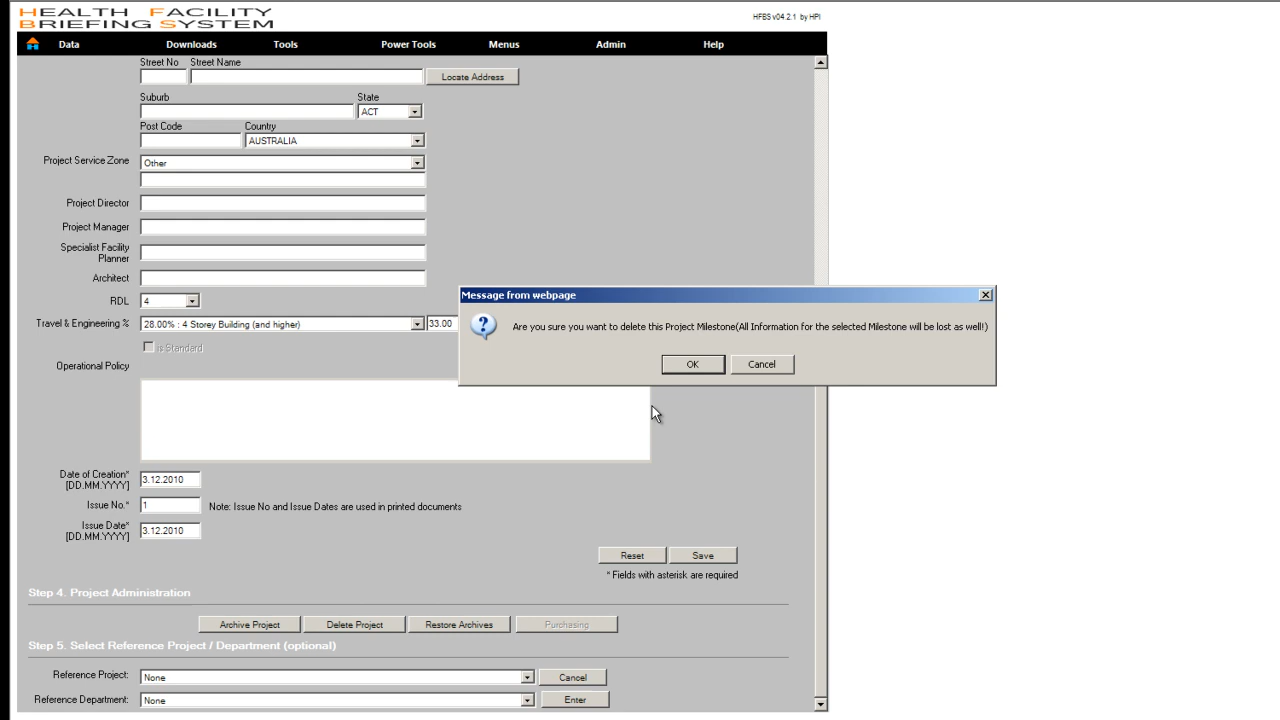 HEALTH FACILITY
BRIEFING SYSTEM
HFBS v04.2.1 by HPI
Data Downloads Tools Power Tools Menus Admin Help
Street No Street Name
Locate Address
Suburb State
ACT
Post Code Country
AUSTRALIA
Project Service Zone Other
Project Director
Project Manager
Specialist Facility
Planner
Architect
RDL 4
Travel & Engineering % 28.00% : 4 Storey Building (and higher) 33.00
is Standard
Operational Policy
Message from webpage
Are you sure you want to delete this Project Milestone(All Information for the selected Milestone will be lost as well!)
OK Cancel
Date of Creation*
[DD.MM.YYYY] 3.12.2010
Issue No.* 1 Note: Issue No and Issue Dates are used in printed documents
Issue Date*
[DD.MM.YYYY] 3.12.2010
Reset Save
* Fields with asterisk are required
Step 4. Project Administration
Archive Project Delete Project Restore Archives Purchasing
Step 5. Select Reference Project / Department (optional)
Reference Project: None Cancel
Reference Department: None Enter